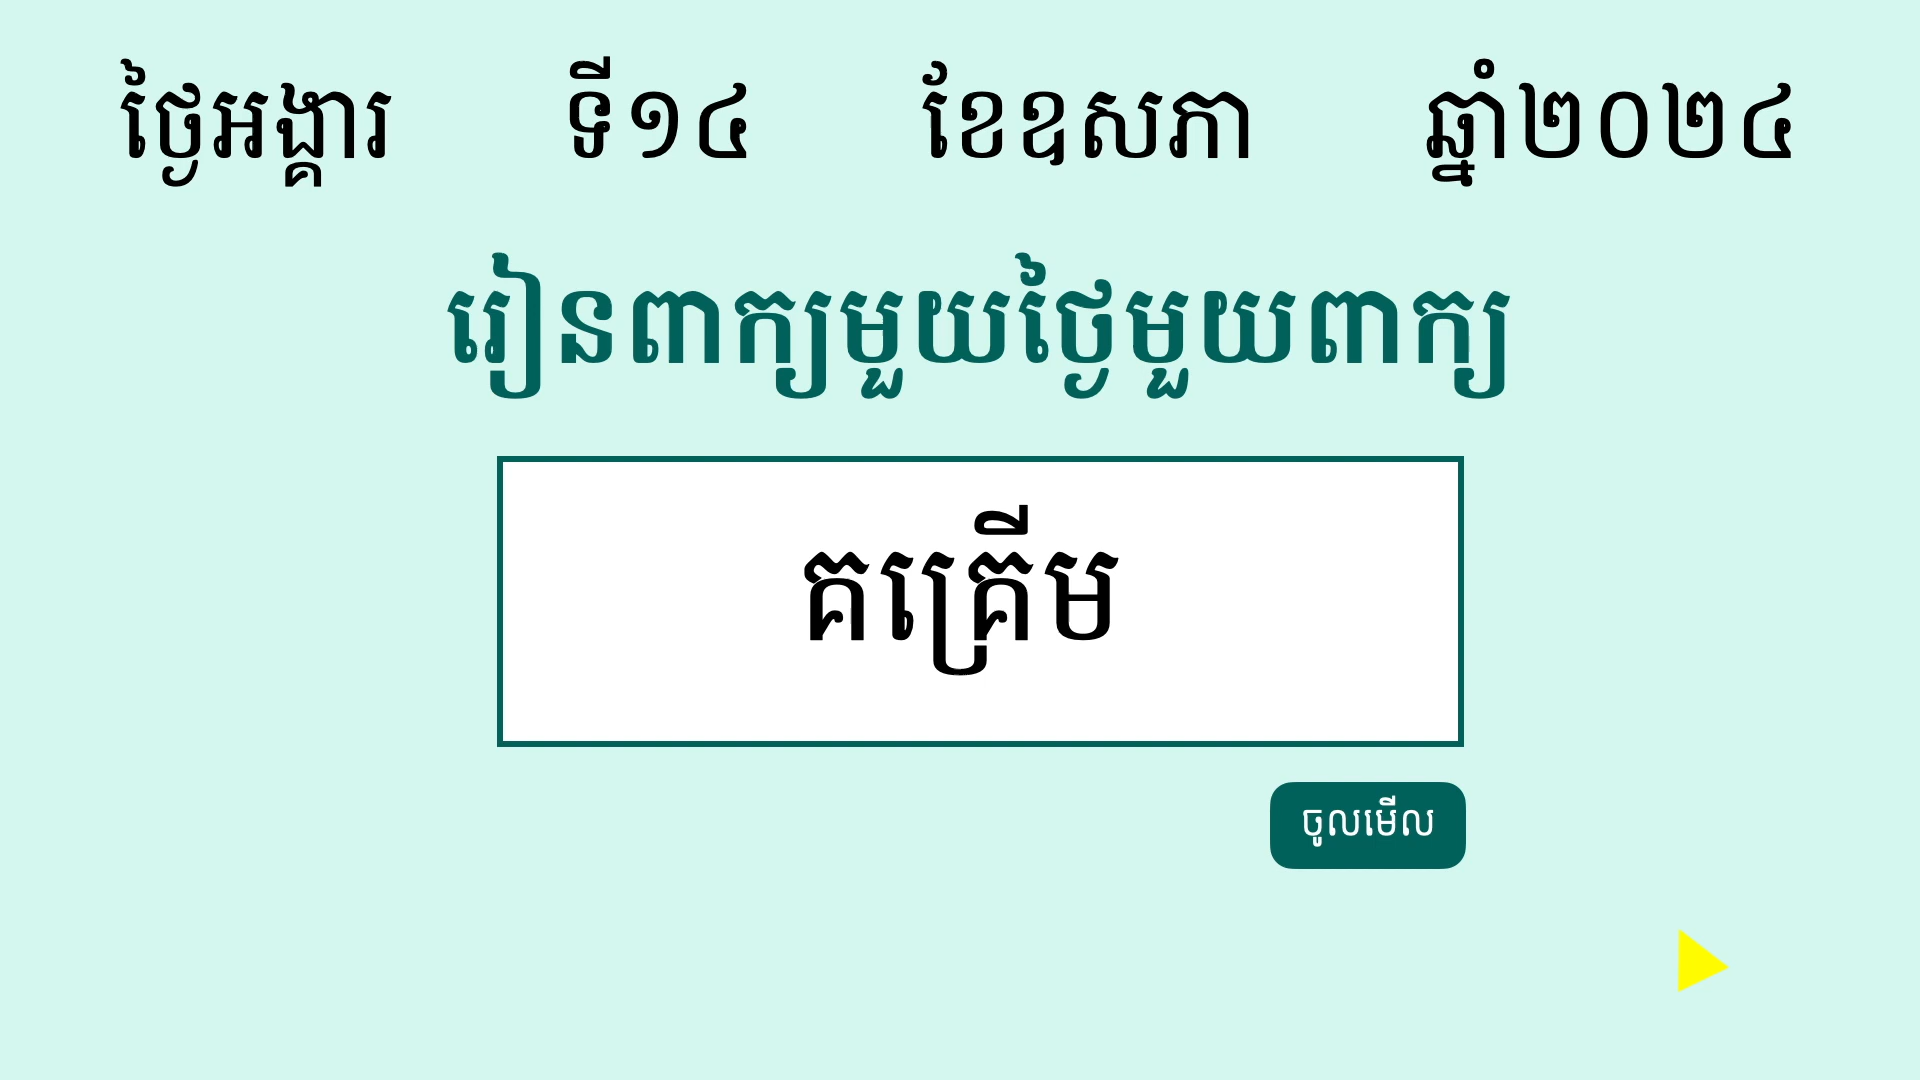 ថ្ងៃអង្គារ ទី១៤ ខែឧសភា ឆ្នាំ២០២៤
រៀនពាក្យមួយថ្ងៃមួយពាក្យ
គគ្រើម
ចូលមើល